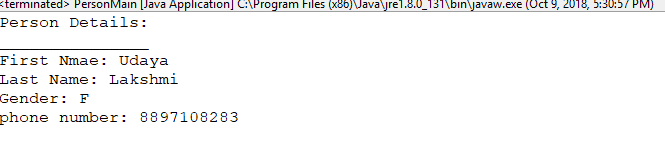 <terminated> PersonMain [Java Application] C:\Program Files (x86)\Java\jre1.8.0_131\bin\javaw.exe (Oct 9, 2018, 5:30:57 PM)
Person Details:
_______________
First Nmae: Udaya
Last Name: Lakshmi
Gender: F
phone number: 8897108283